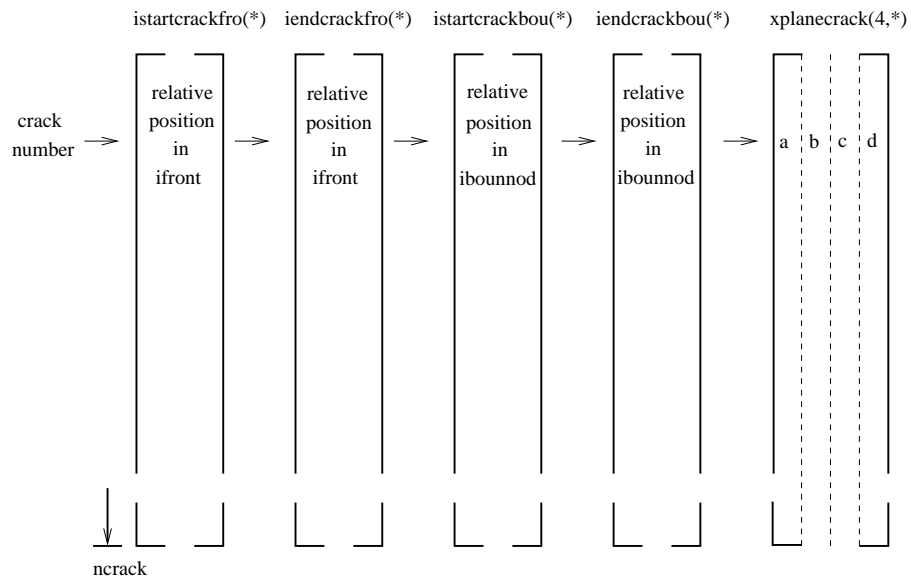 istartcrackfro(*)
iendcrackfro(*)
istartcrackbou(*)
iendcrackbou(*)
xplanecrack(4,*)
crack
number
relative
position
in
ifront
relative
position
in
ifront
relative
position
in
ibounnod
relative
position
in
ibounnod
a b c d
ncrack